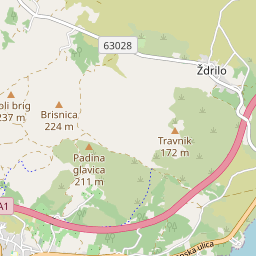 63028
Ždrilo
oli brig
237 m
Brisnica
224 m
Travnik
172 m
Padina
glavica
211 m
A1
nska ulica